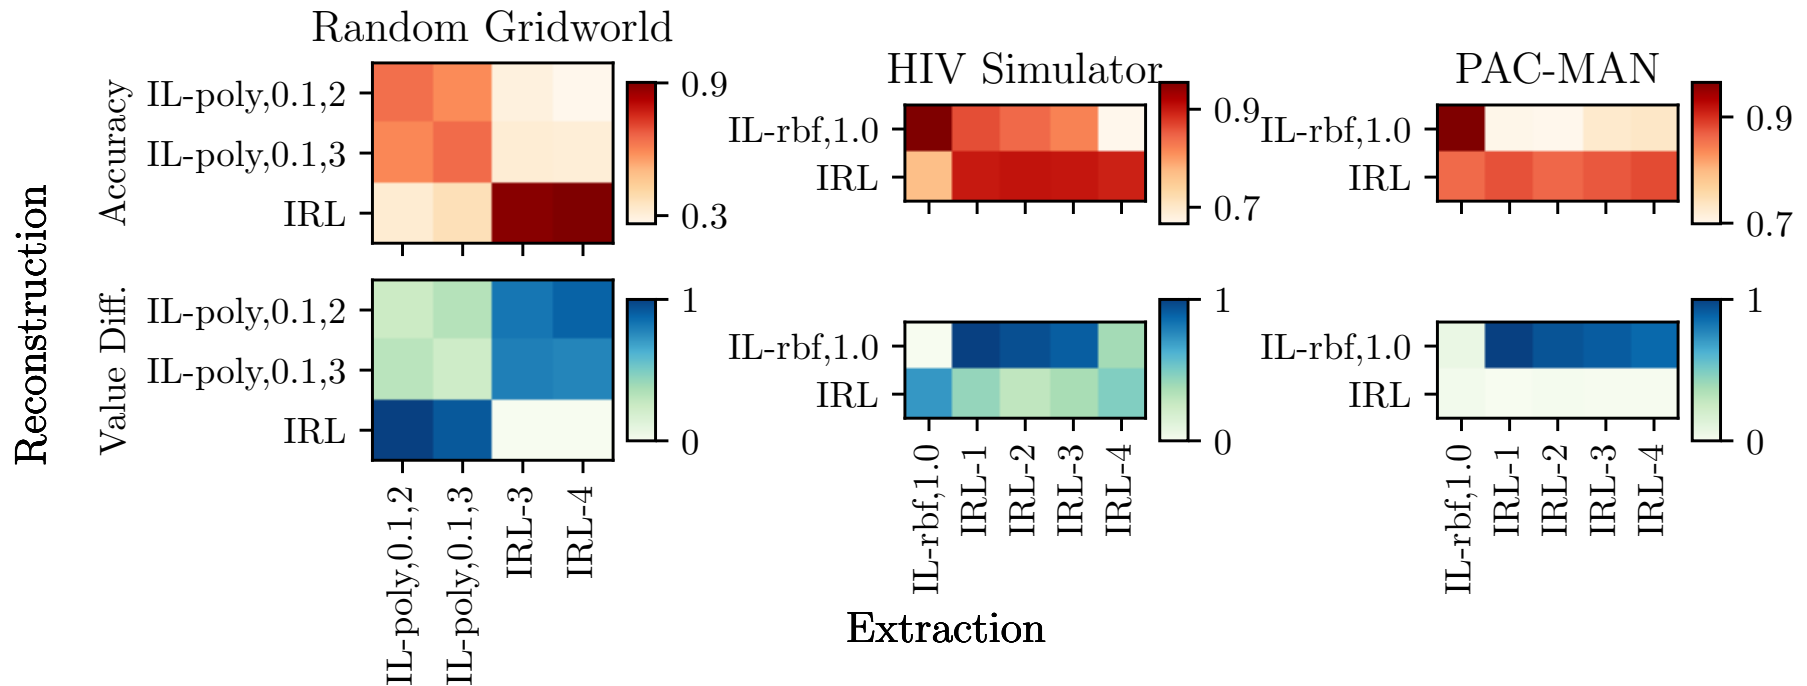 Random Gridworld
HIV Simulator
PAC-MAN
Reconstruction
Accuracy
IL-poly,0.1,2
IL-poly,0.1,3
IRL
0.9
0.3
IL-rbf,1.0
IRL
0.9
0.7
IL-rbf,1.0
IRL
0.9
0.7
Value Diff.
IL-poly,0.1,2
IL-poly,0.1,3
IRL
1
0
IL-rbf,1.0
IRL
1
0
IL-rbf,1.0
IRL
1
0
IL-poly,0.1,2
IL-poly,0.1,3
IRL-3
IRL-4
IL-rbf,1.0
IRL-1
IRL-2
IRL-3
IRL-4
IL-rbf,1.0
IRL-1
IRL-2
IRL-3
IRL-4
Extraction